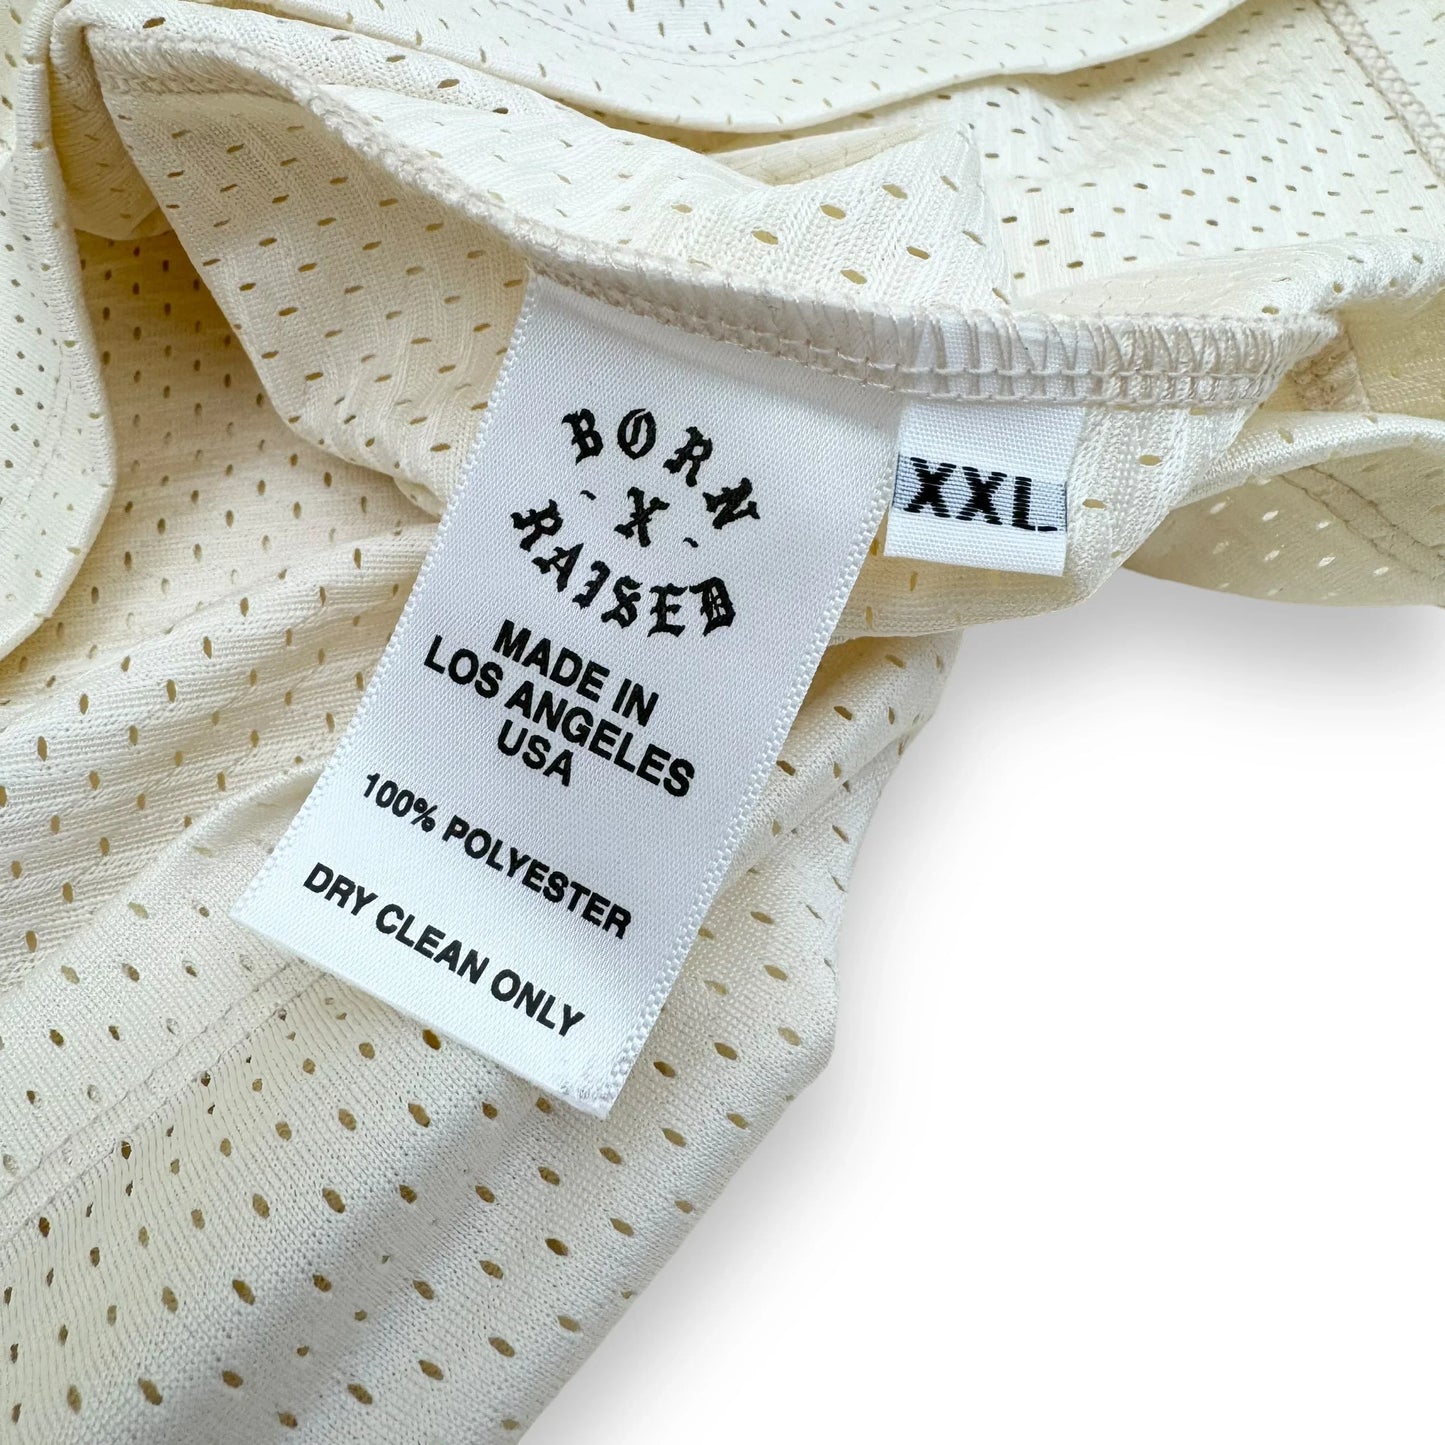 BORN
- X -
RAISED
MADE IN
LOS ANGELES
USA
100% POLYESTER
DRY CLEAN ONLY
XXL